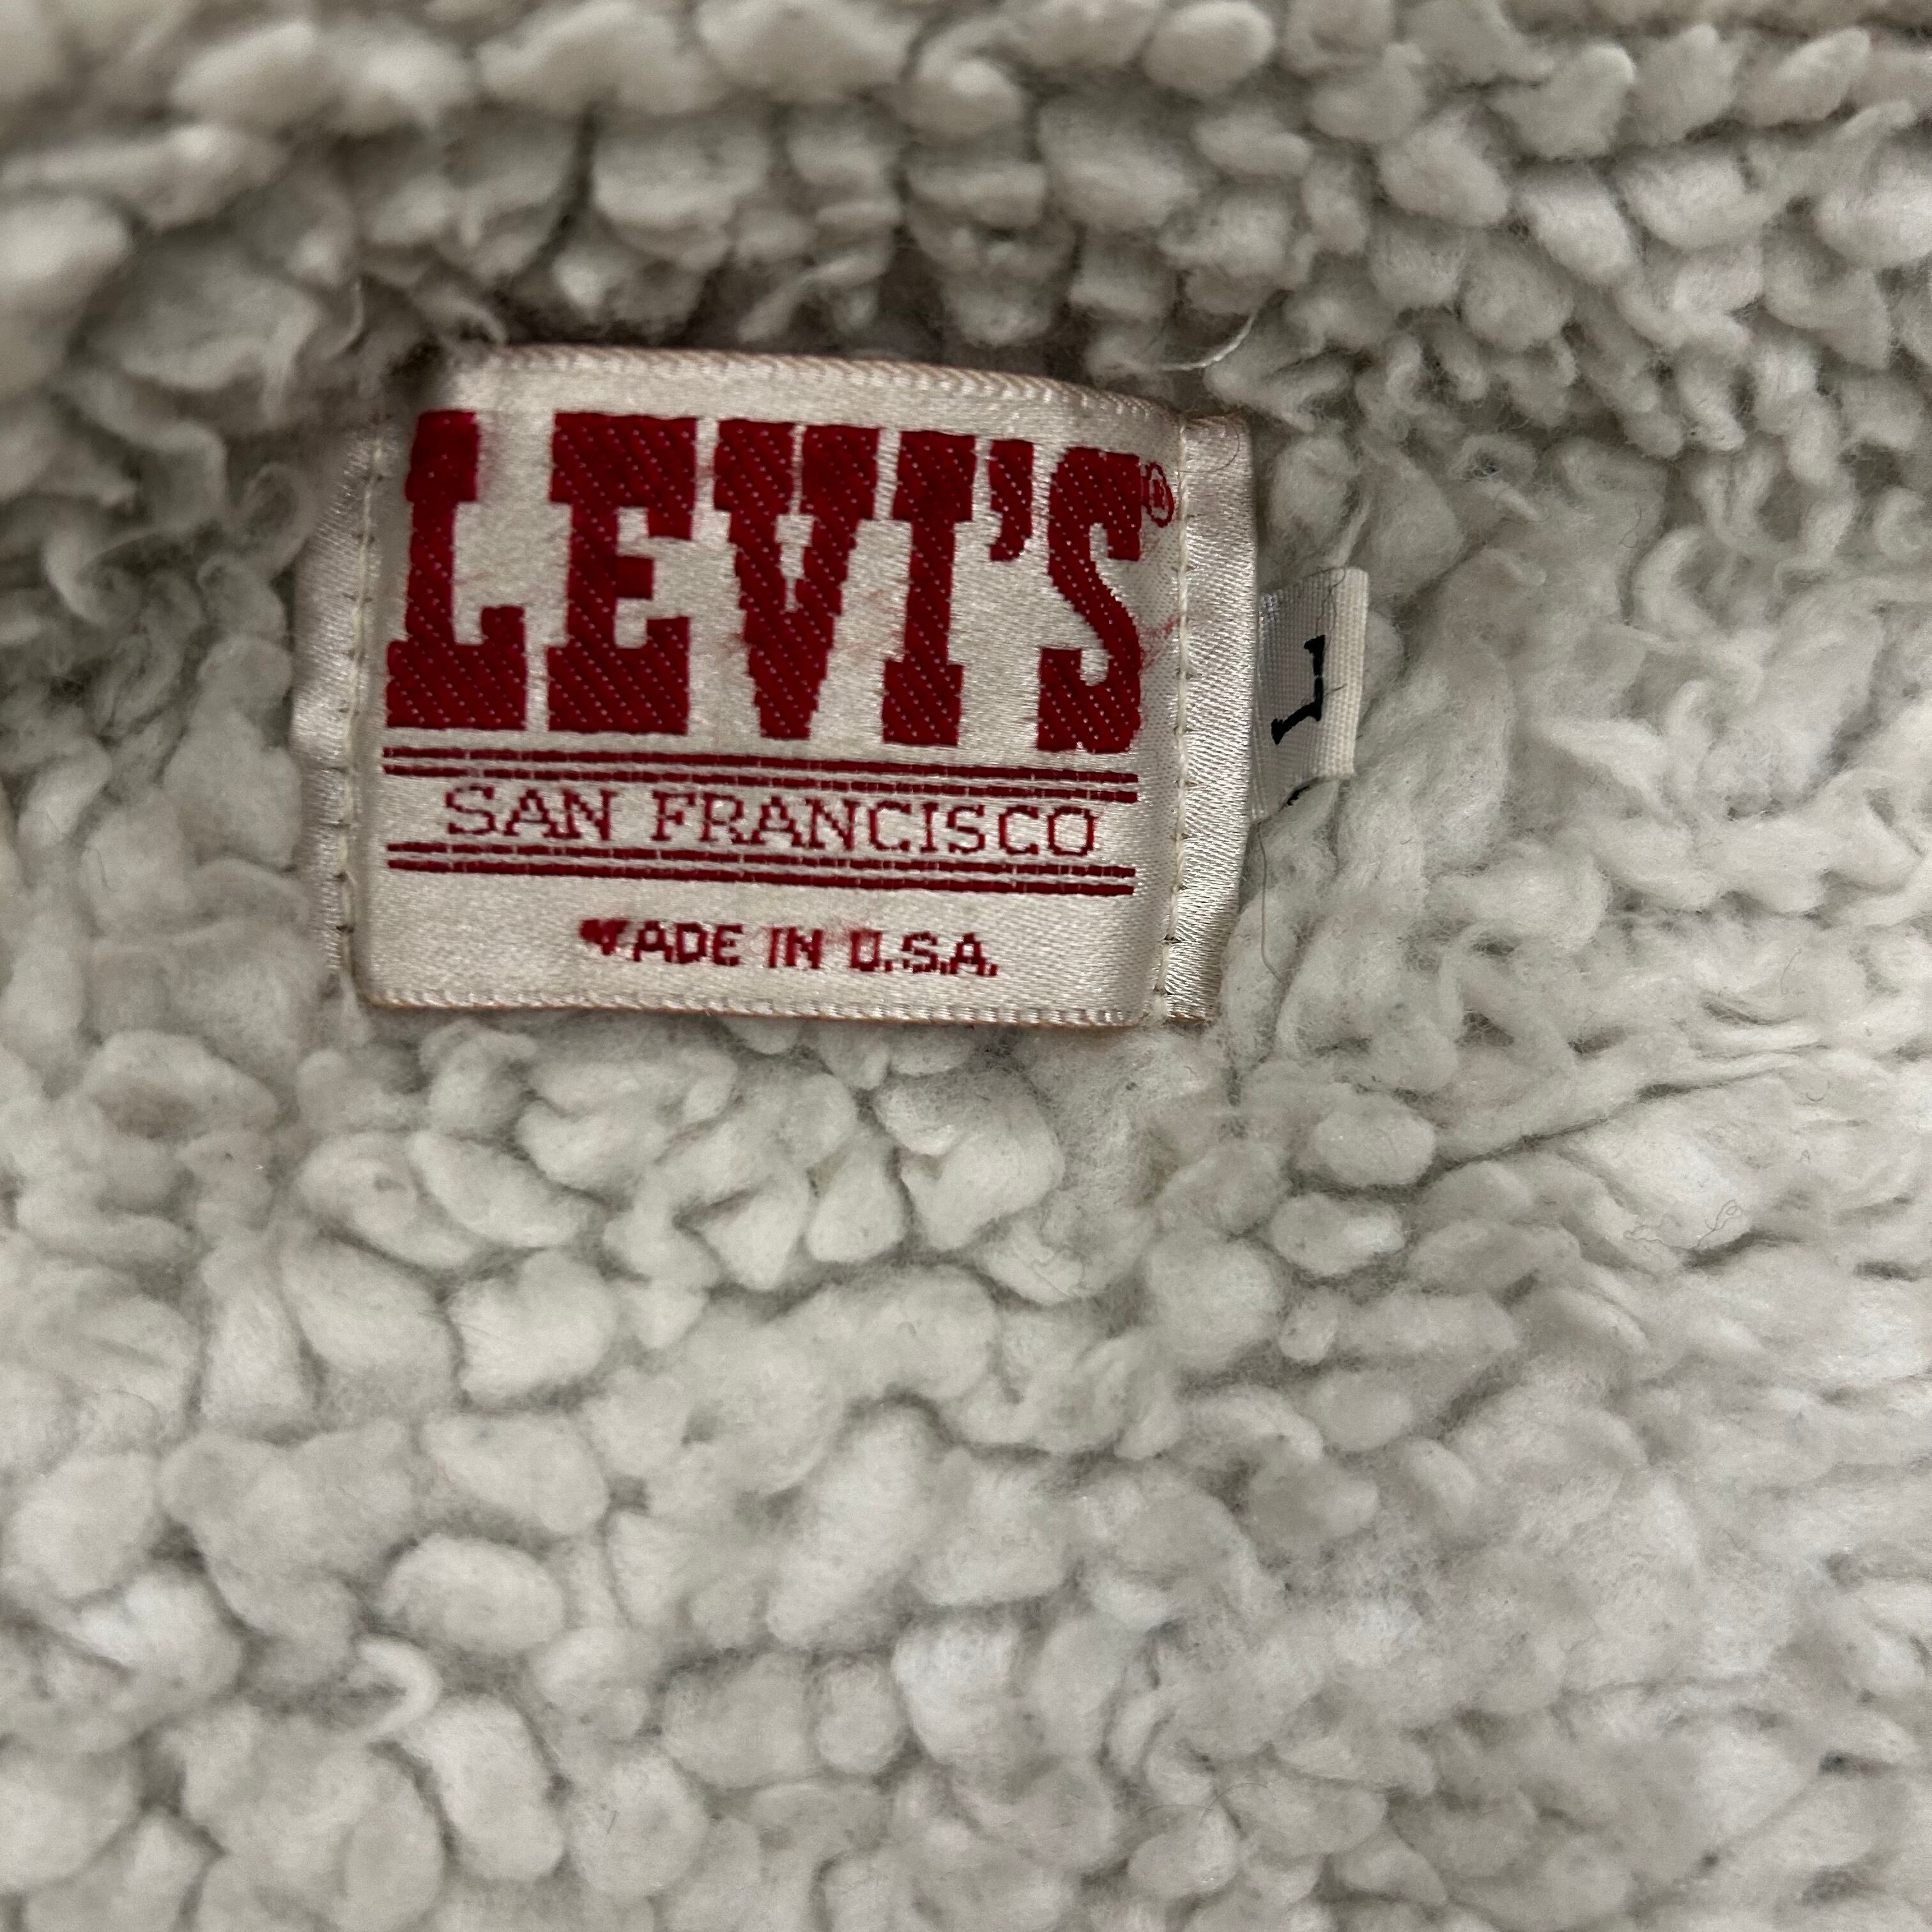 LEVI'S®
SAN FRANCISCO
MADE IN U.S.A.
L